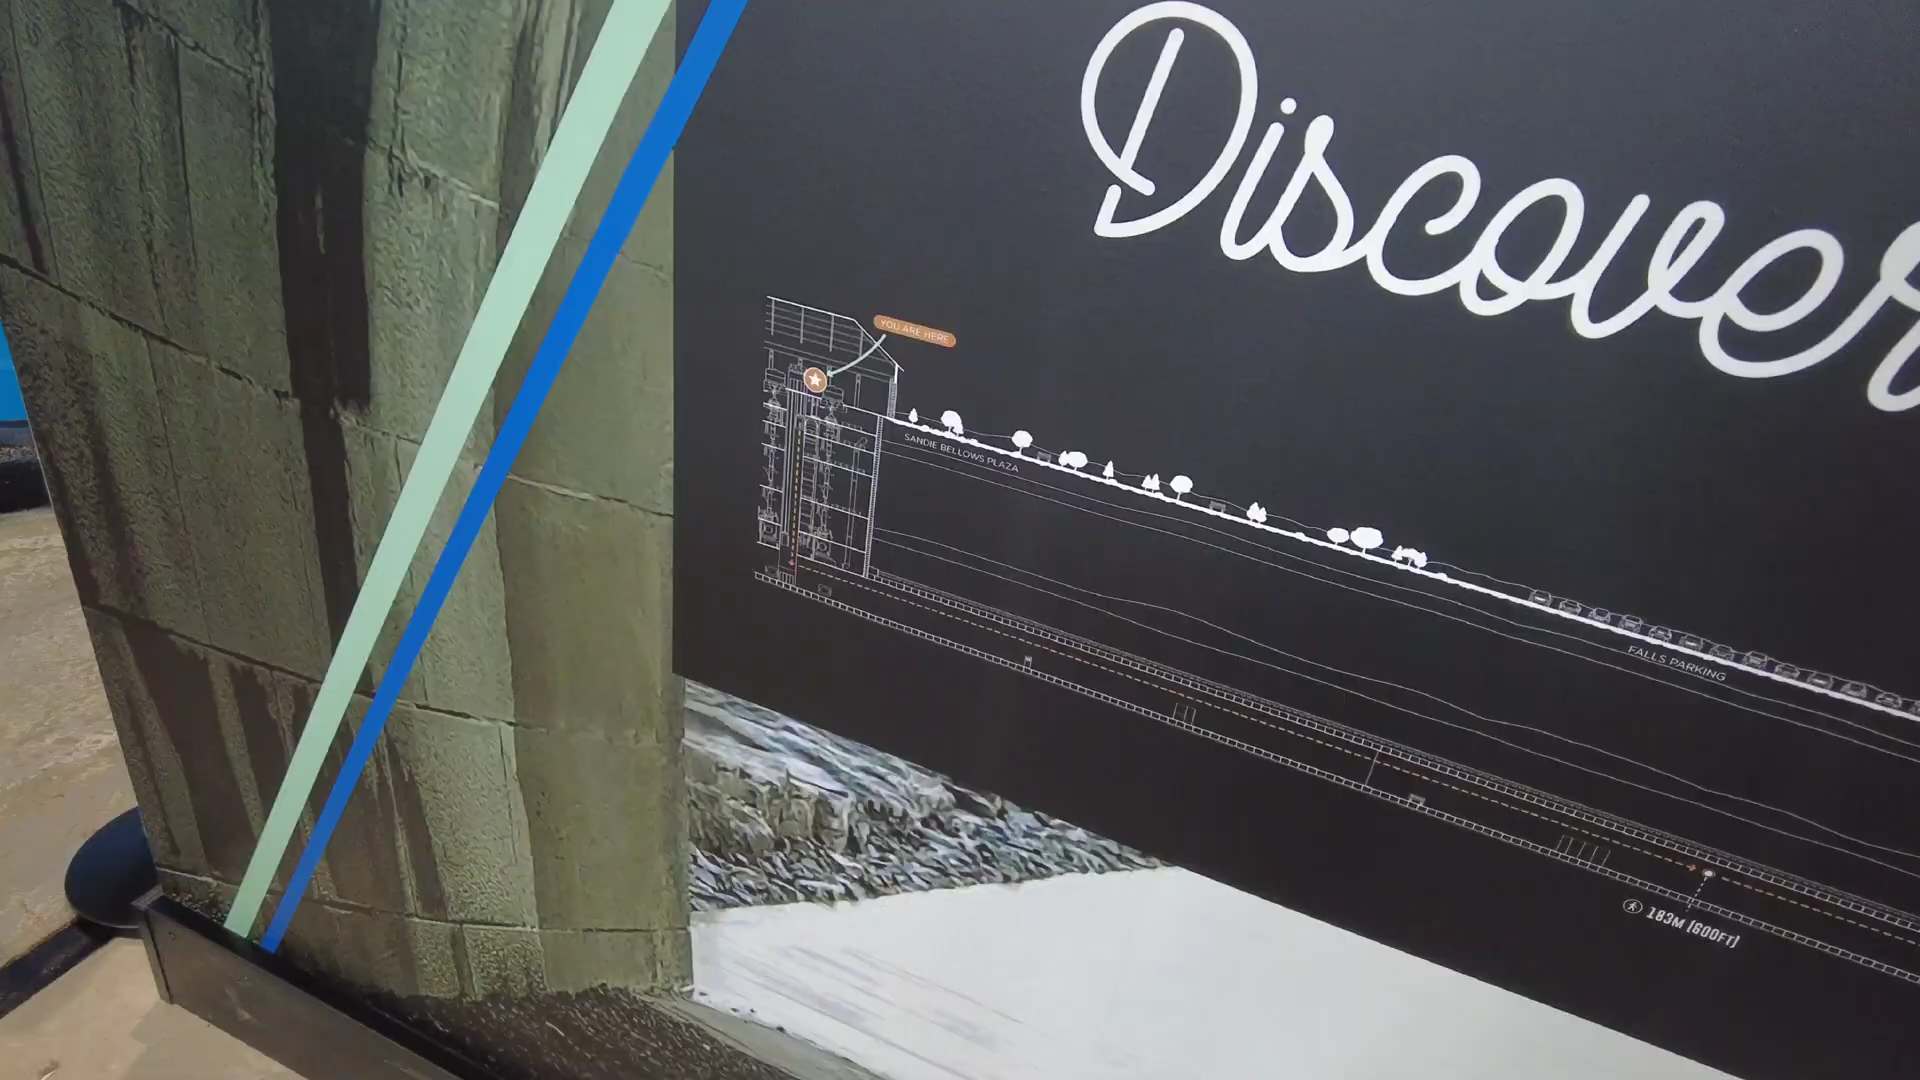 Discover
YOU ARE HERE
SANDIE BELLOWS PLAZA
FALLS PARKING
183M (600FT)